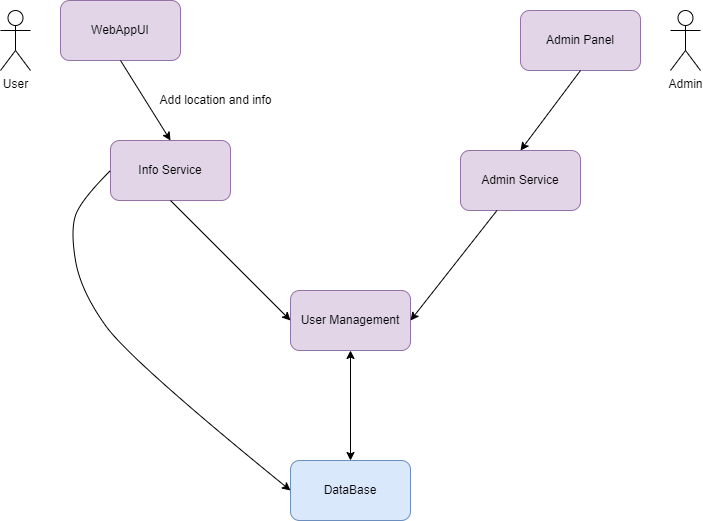 WebAppUI
Admin Panel
User
Admin
Add location and info
Info Service
Admin Service
User Management
DataBase